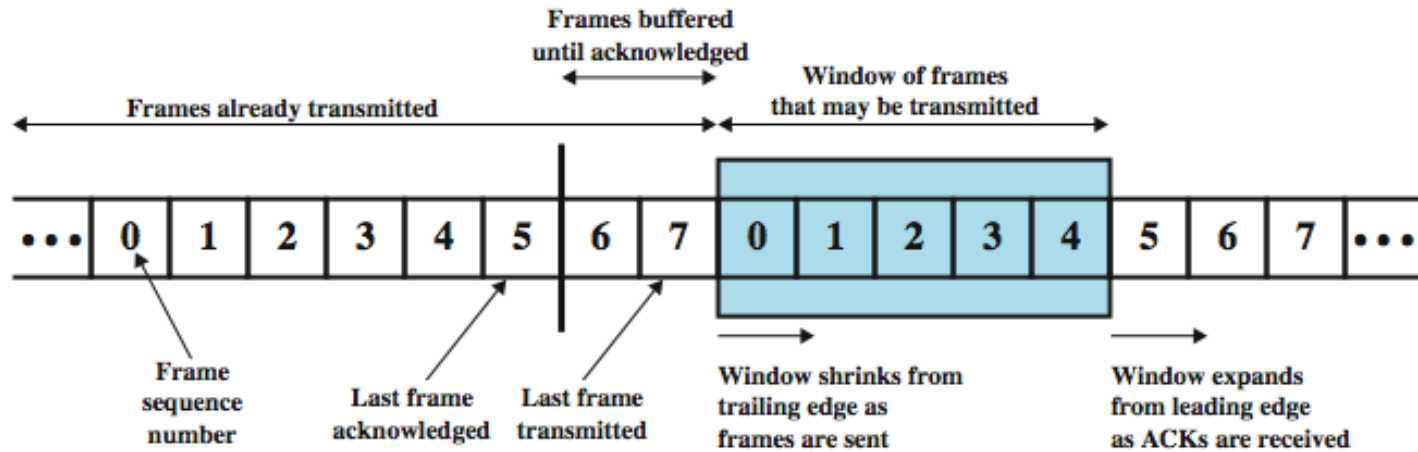 Frames buffered
until acknowledged
Window of frames
that may be transmitted
Frames already transmitted
••• 0 1 2 3 4 5 6 7 0 1 2 3 4 5 6 7 •••
Frame
sequence
number
Last frame
acknowledged
Last frame
transmitted
Window shrinks from
trailing edge as
frames are sent
Window expands
from leading edge
as ACKs are received